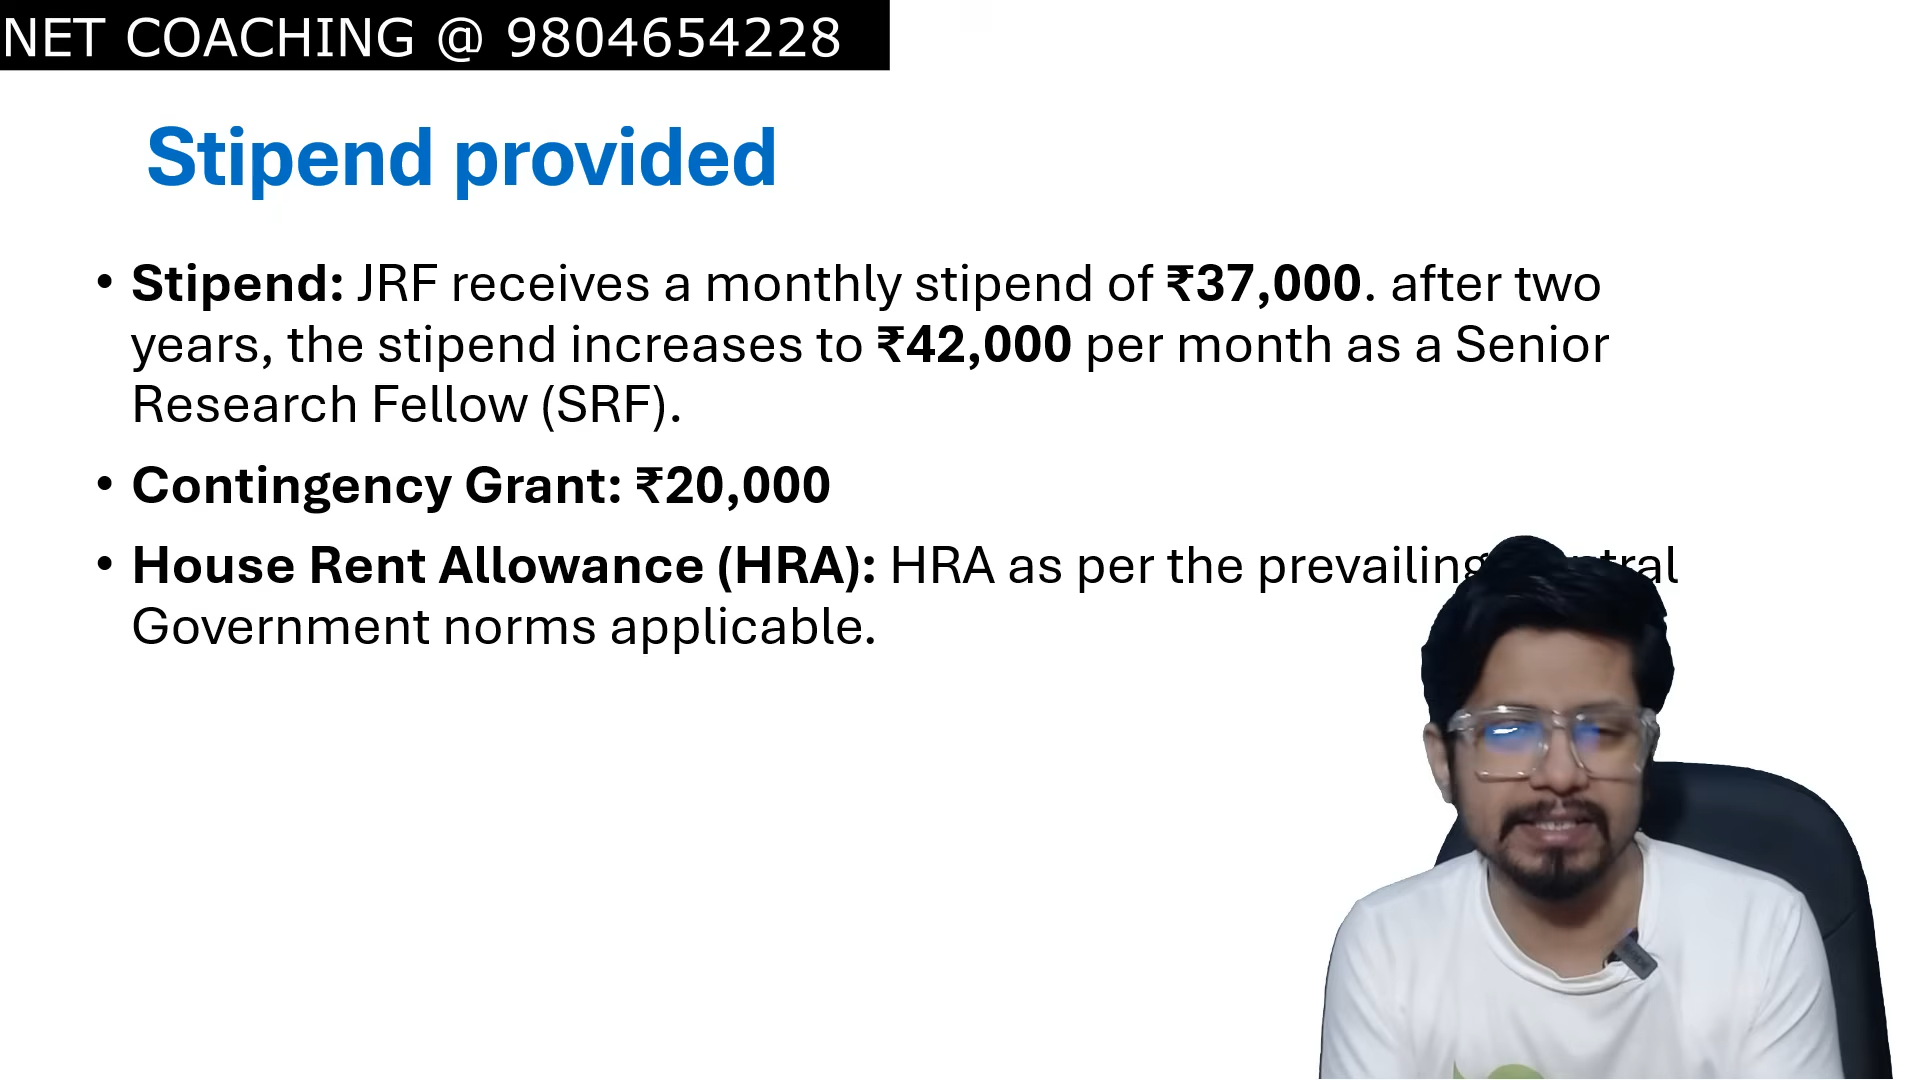 NET COACHING @ 9804654228
Stipend provided
• Stipend: JRF receives a monthly stipend of ₹37,000. after two
years, the stipend increases to ₹42,000 per month as a Senior
Research Fellow (SRF).
• Contingency Grant: ₹20,000
• House Rent Allowance (HRA): HRA as per the prevailing
Government norms applicable.